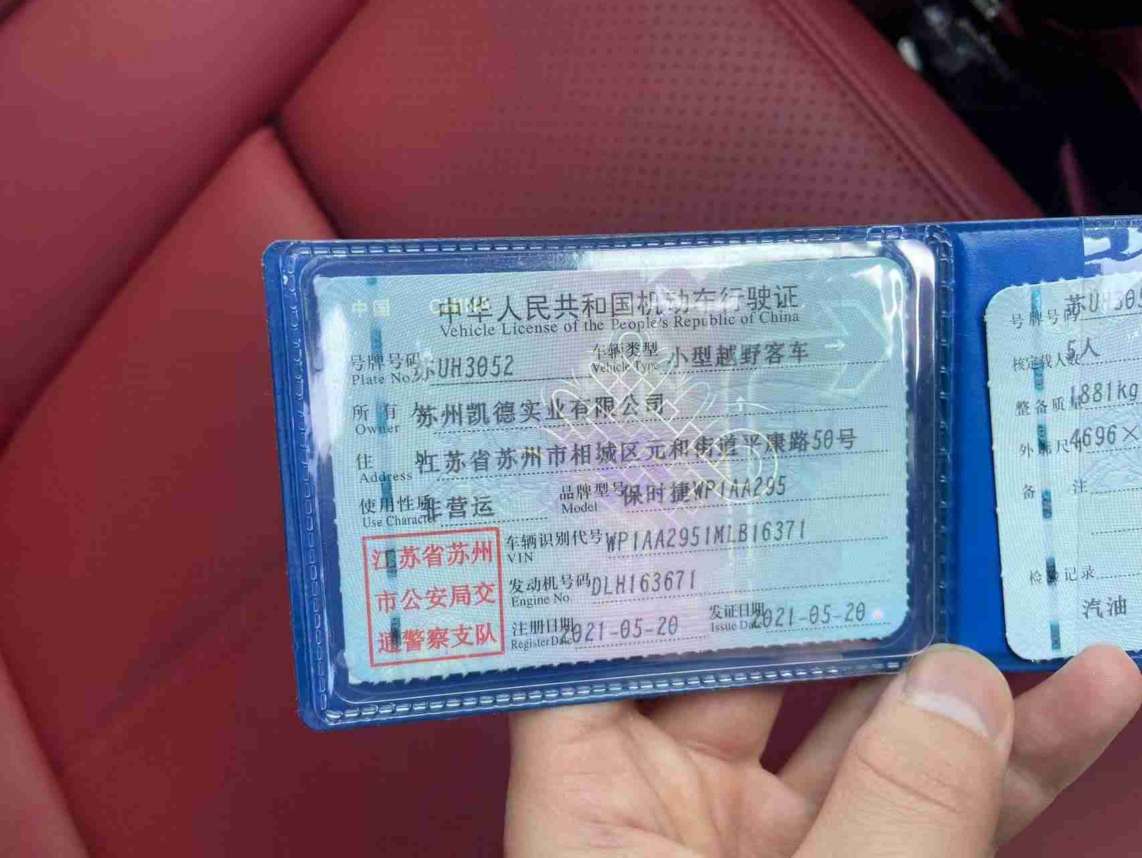 中国 CHINA
中华人民共和国机动车行驶证
Vehicle License of the People's Republic of China
号牌号码 苏UH3052 车辆类型 小型越野客车
Plate No. Vehicle Type
所有人 苏州凯德实业有限公司
Owner
住址 江苏省苏州市相城区元和街道平康路50号
Address
使用性质 非营运 品牌型号 保时捷WP1AA295
Use Character Model
江苏省苏州
市公安局交
通警察支队
车辆识别代号 WP1AA2951MLB16371
VIN
发动机号码 DLH163671
Engine No.
注册日期 2021-05-20 发证日期 2021-05-20
Register Date Issue Date
号牌号码 苏UH305
核定载人数 5人
整备质量 1881kg
外廓尺寸 4696×
备注
检验记录
汽油